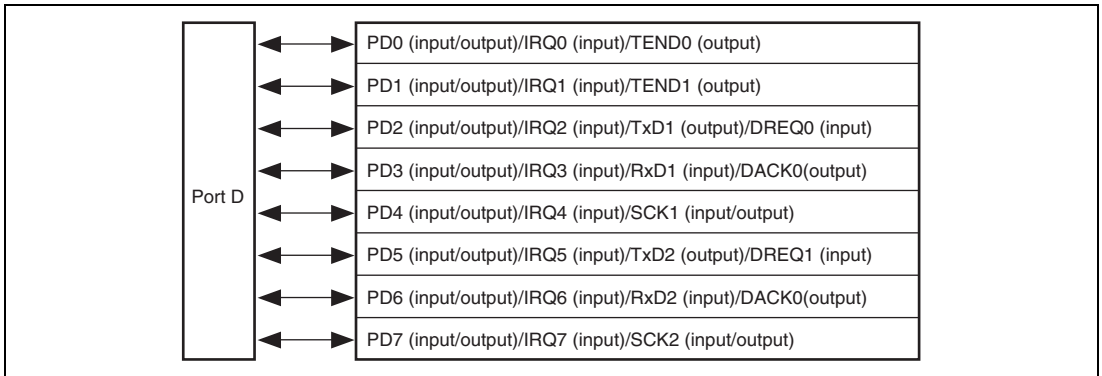 Port D
PD0 (input/output)/IRQ0 (input)/TEND0 (output)
PD1 (input/output)/IRQ1 (input)/TEND1 (output)
PD2 (input/output)/IRQ2 (input)/TxD1 (output)/DREQ0 (input)
PD3 (input/output)/IRQ3 (input)/RxD1 (input)/DACK0(output)
PD4 (input/output)/IRQ4 (input)/SCK1 (input/output)
PD5 (input/output)/IRQ5 (input)/TxD2 (output)/DREQ1 (input)
PD6 (input/output)/IRQ6 (input)/RxD2 (input)/DACK0(output)
PD7 (input/output)/IRQ7 (input)/SCK2 (input/output)